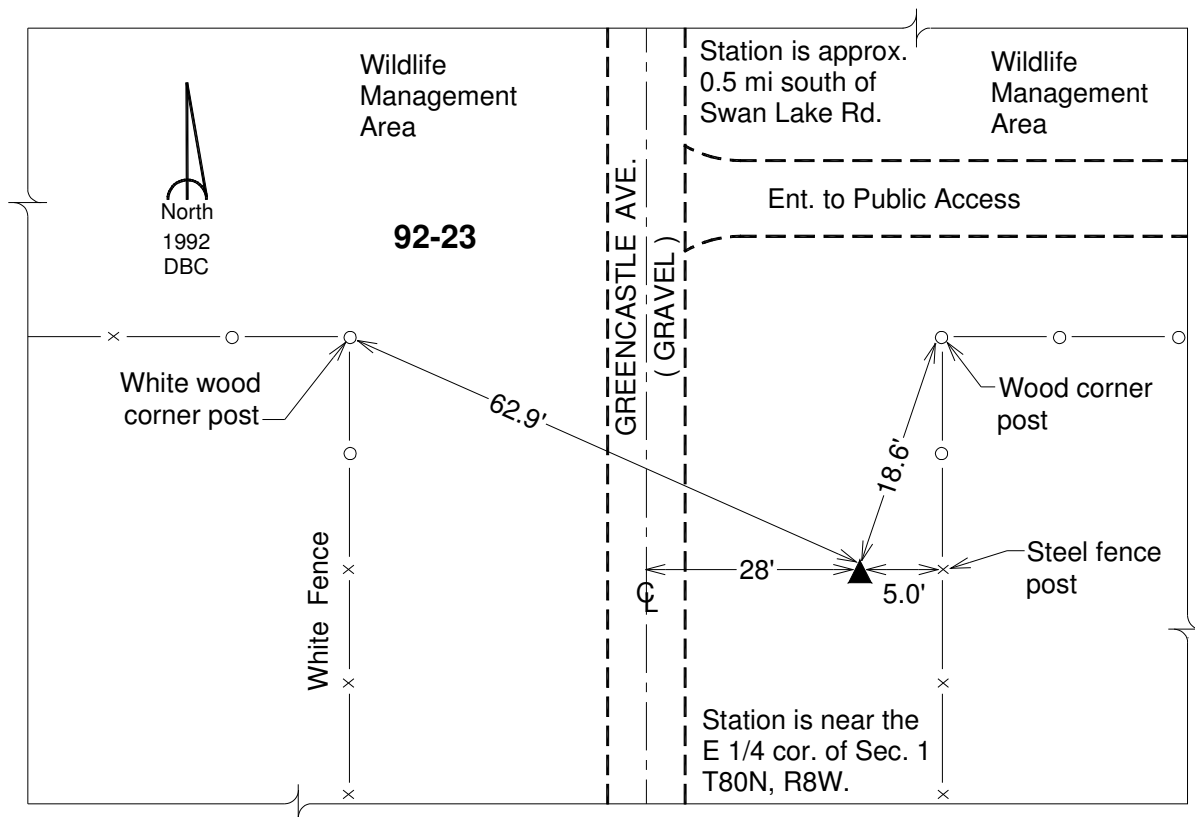 Wildlife
Management
Area
Station is approx.
0.5 mi south of
Swan Lake Rd.
Wildlife
Management
Area
North
1992
DBC
92-23
GREENCASTLE AVE.
( GRAVEL )
Ent. to Public Access
White wood
corner post
62.9'
18.6'
Wood corner
post
White Fence
28'
5.0'
Steel fence
post
CL
Station is near the
E 1/4 cor. of Sec. 1
T80N, R8W.